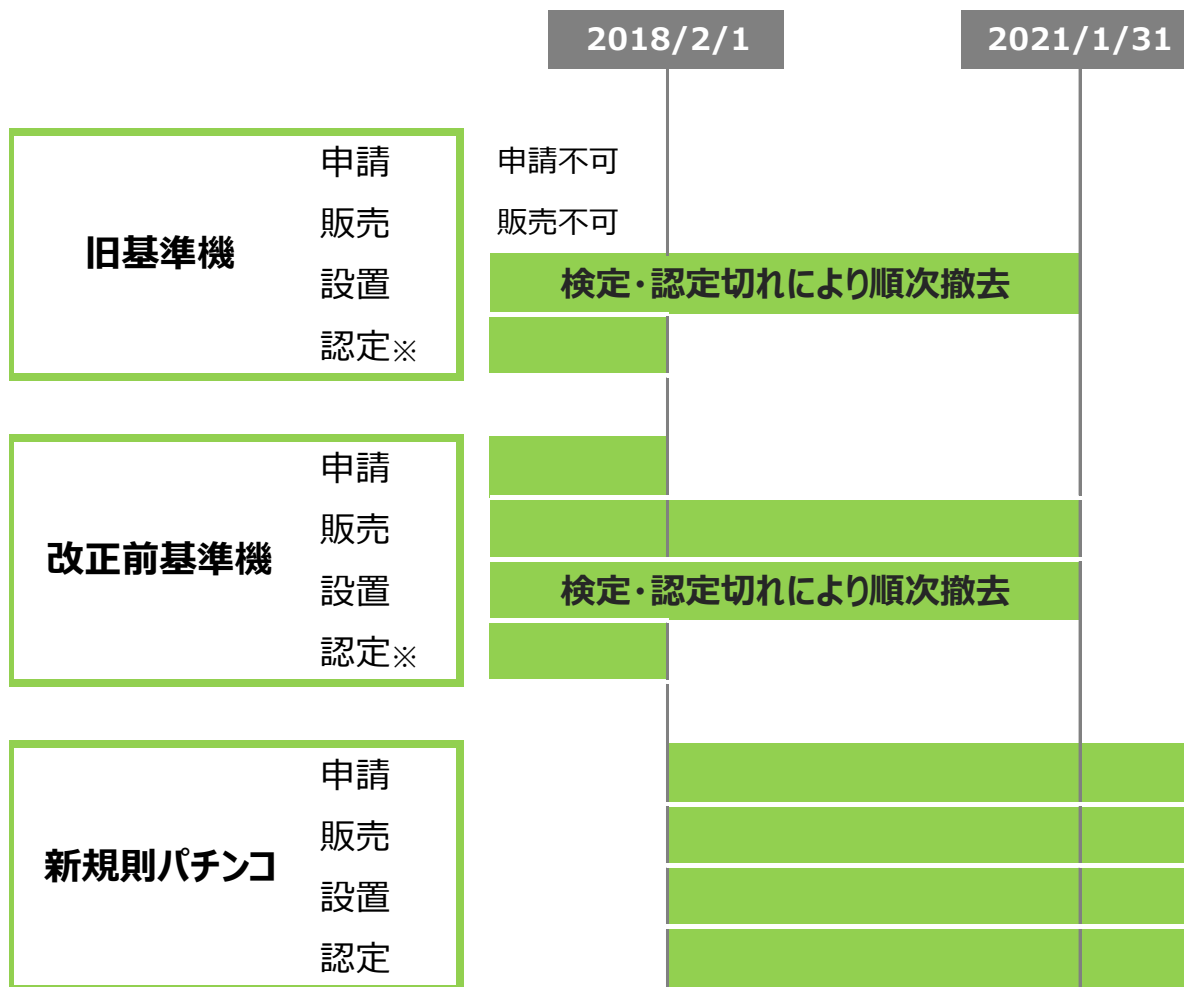 2018/2/1 2021/1/31
旧基準機
申請 申請不可
販売 販売不可
設置 検定・認定切れにより順次撤去
認定※
改正前基準機
申請
販売
設置 検定・認定切れにより順次撤去
認定※
新規則パチンコ
申請
販売
設置
認定